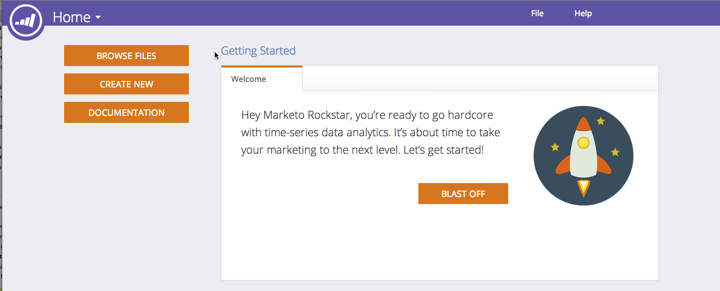 Home
File
Help
BROWSE FILES
CREATE NEW
DOCUMENTATION
Getting Started
Welcome
Hey Marketo Rockstar, you’re ready to go hardcore
with time-series data analytics. It’s about time to take
your marketing to the next level. Let’s get started!
BLAST OFF